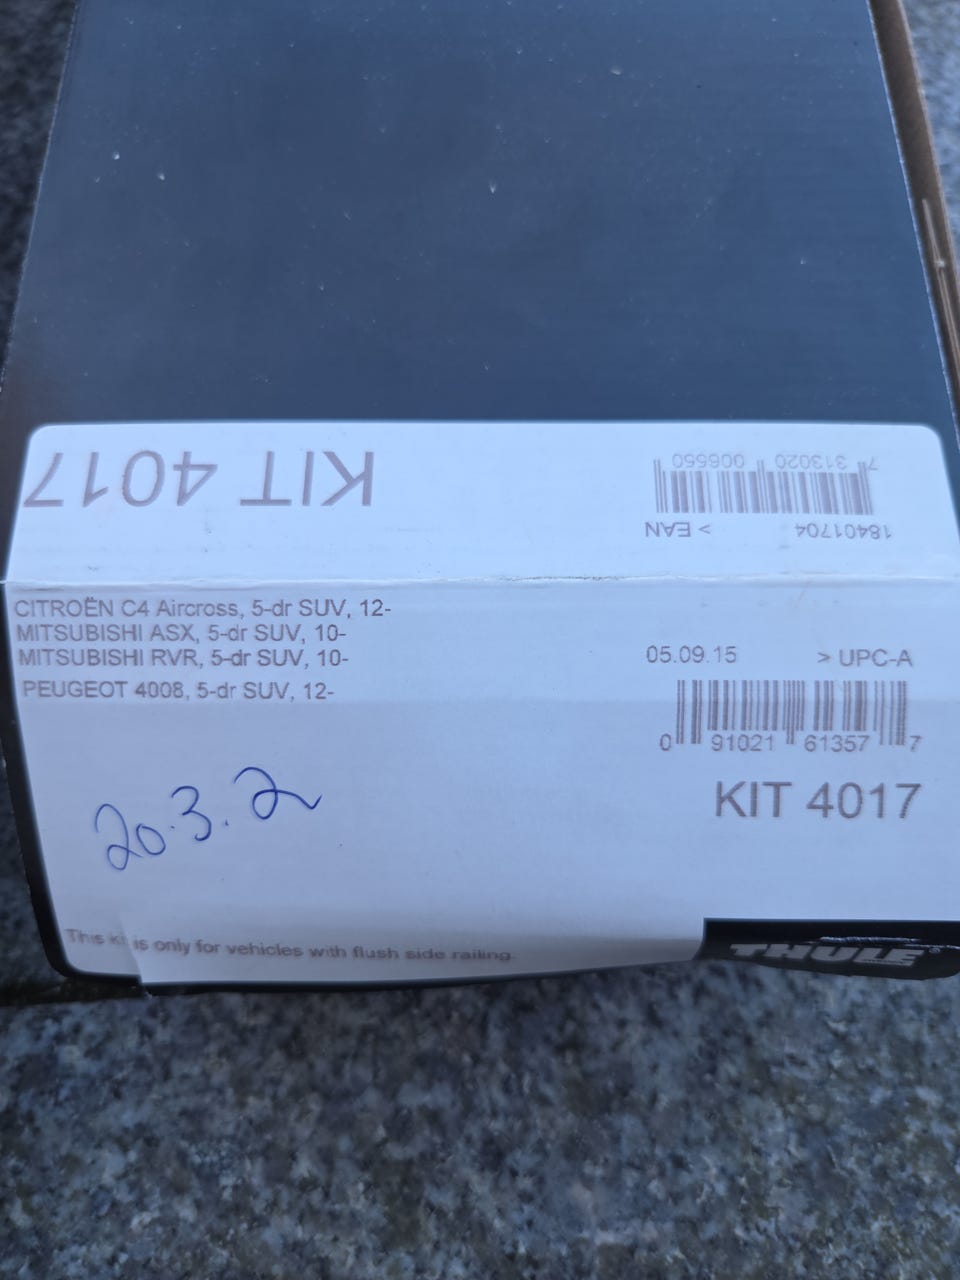 KIT 4017
7 313020 006550
18401704 > EAN
CITROËN C4 Aircross, 5-dr SUV, 12-
MITSUBISHI ASX, 5-dr SUV, 10-
MITSUBISHI RVR, 5-dr SUV, 10-
PEUGEOT 4008, 5-dr SUV, 12-
05.09.15 > UPC-A
0 91021 61357 7
KIT 4017
20.3.2
This kit is only for vehicles with flush side railing.
THULE®